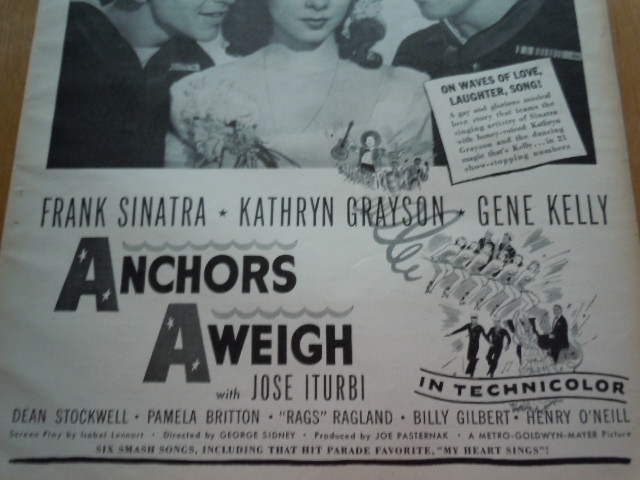 ON WAVES OF LOVE,
LAUGHTER, SONG!
A gay and glorious musical
love story that teams the
singing artistry of Sinatra
with honey-voiced Kathryn
Grayson and the dancing
magic that's Kelly...in 21
show-stopping numbers
FRANK SINATRA ★ KATHRYN GRAYSON ★ GENE KELLY
ANCHORS
AWEIGH
with JOSE ITURBI
IN TECHNICOLOR
DEAN STOCKWELL · PAMELA BRITTON · "RAGS" RAGLAND · BILLY GILBERT · HENRY O'NEILL
Screen Play by Isobel Lennart · Directed by GEORGE SIDNEY · Produced by JOE PASTERNAK · A METRO-GOLDWYN-MAYER Picture
SIX SMASH SONGS, INCLUDING THAT HIT PARADE FAVORITE, "MY HEART SINGS"!